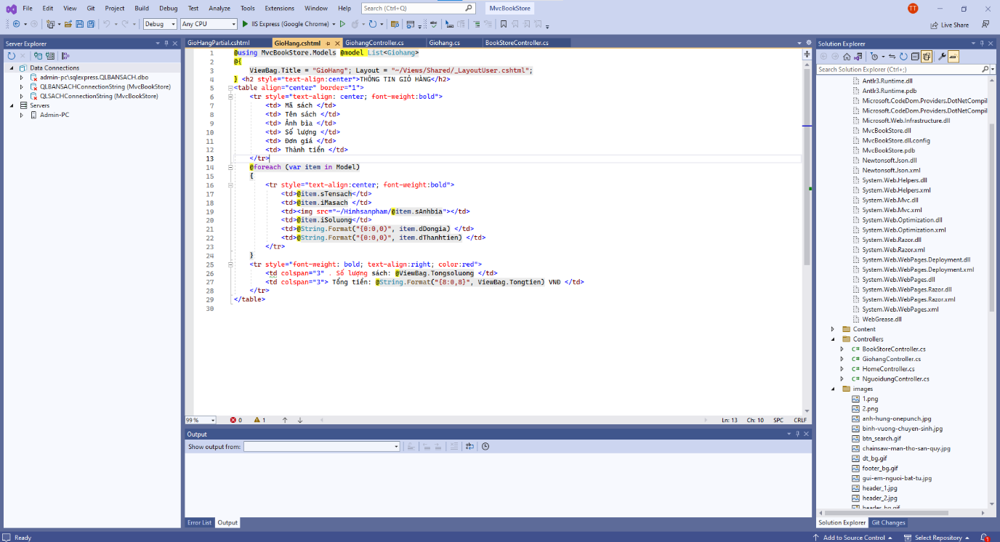 File Edit View Git Project Build Debug Test Analyze Tools Extensions Window Help Search (Ctrl+Q) MvcBookStore TT
Debug Any CPU IIS Express (Google Chrome) Live Share
Server Explorer
Data Connections
admin-pc\sqlexpress.QLBANSACH.dbo
QLBANSACHConnectionString (MvcBookStore)
QLSACHConnectionString (MvcBookStore)
Servers
Admin-PC
GioHangPartial.cshtml GioHang.cshtml GiohangController.cs Giohang.cs BookStoreController.cs
1 @using MvcBookStore.Models @model List<Giohang>
2 @{
3 ViewBag.Title = "GioHang"; Layout = "~/Views/Shared/_LayoutUser.cshtml";
4 } <h2 style="text-align:center">THÔNG TIN GIỎ HÀNG</h2>
5 <table align="center" border="1">
6 <tr style="text-align: center; font-weight:bold">
7 <td> Mã sách </td>
8 <td> Tên sách </td>
9 <td> Ảnh bìa </td>
10 <td> Số lượng </td>
11 <td> Đơn giá </td>
12 <td> Thành tiền </td>
13 </tr>
14 @foreach (var item in Model)
15 {
16 <tr style="text-align:center; font-weight:bold">
17 <td>@item.sTensach</td>
18 <td>@item.iMasach </td>
19 <td><img src="~/Hinhsanpham/@item.sAnhbia"></td>
20 <td>@item.iSoluong</td>
21 <td>@String.Format("{0:0,0)", item.dDongia) </td>
22 <td>@String.Format("{0:0,0)", item.dThanhtien) </td>
23 </tr>
24 }
25 <tr style="font-weight: bold; text-align:right; color:red">
26 <td colspan="3" . Số lượng sách: @ViewBag.Tongsoluong </td>
27 <td colspan="3"> Tổng tiền: @String.Format("{8:0,8}", ViewBag.Tongtien) VNĐ </td>
28 </tr>
29 </table>
30
99 % 0 1 Ln: 13 Ch: 10 SPC CRLF
Output
Show output from:
Error List Output
Solution Explorer
Search Solution Explorer (Ctrl+;)
Antlr3.Runtime.dll
Antlr3.Runtime.pdb
Microsoft.CodeDom.Providers.DotNetCompil
Microsoft.CodeDom.Providers.DotNetCompil
Microsoft.Web.Infrastructure.dll
MvcBookStore.dll
MvcBookStore.dll.config
MvcBookStore.pdb
Newtonsoft.Json.dll
Newtonsoft.Json.xml
System.Web.Helpers.dll
System.Web.Helpers.xml
System.Web.Mvc.dll
System.Web.Mvc.xml
System.Web.Optimization.dll
System.Web.Optimization.xml
System.Web.Razor.dll
System.Web.Razor.xml
System.Web.WebPages.Deployment.dll
System.Web.WebPages.Deployment.xml
System.Web.WebPages.dll
System.Web.WebPages.Razor.dll
System.Web.WebPages.Razor.xml
System.Web.WebPages.xml
WebGrease.dll
Content
Controllers
C# BookStoreController.cs
C# GiohangController.cs
C# HomeController.cs
C# NguoidungController.cs
images
1.png
2.png
anh-hung-onepunch.jpg
binh-vuong-chuyen-sinh.jpg
btn_search.gif
chainsaw-man-tho-san-quy.jpg
dt_bg.gif
footer_bg.gif
gui-em-nguoi-bat-tu.jpg
header_1.jpg
header_2.jpg
header_bg.gif
Solution Explorer Git Changes
Ready Add to Source Control Select Repository 1